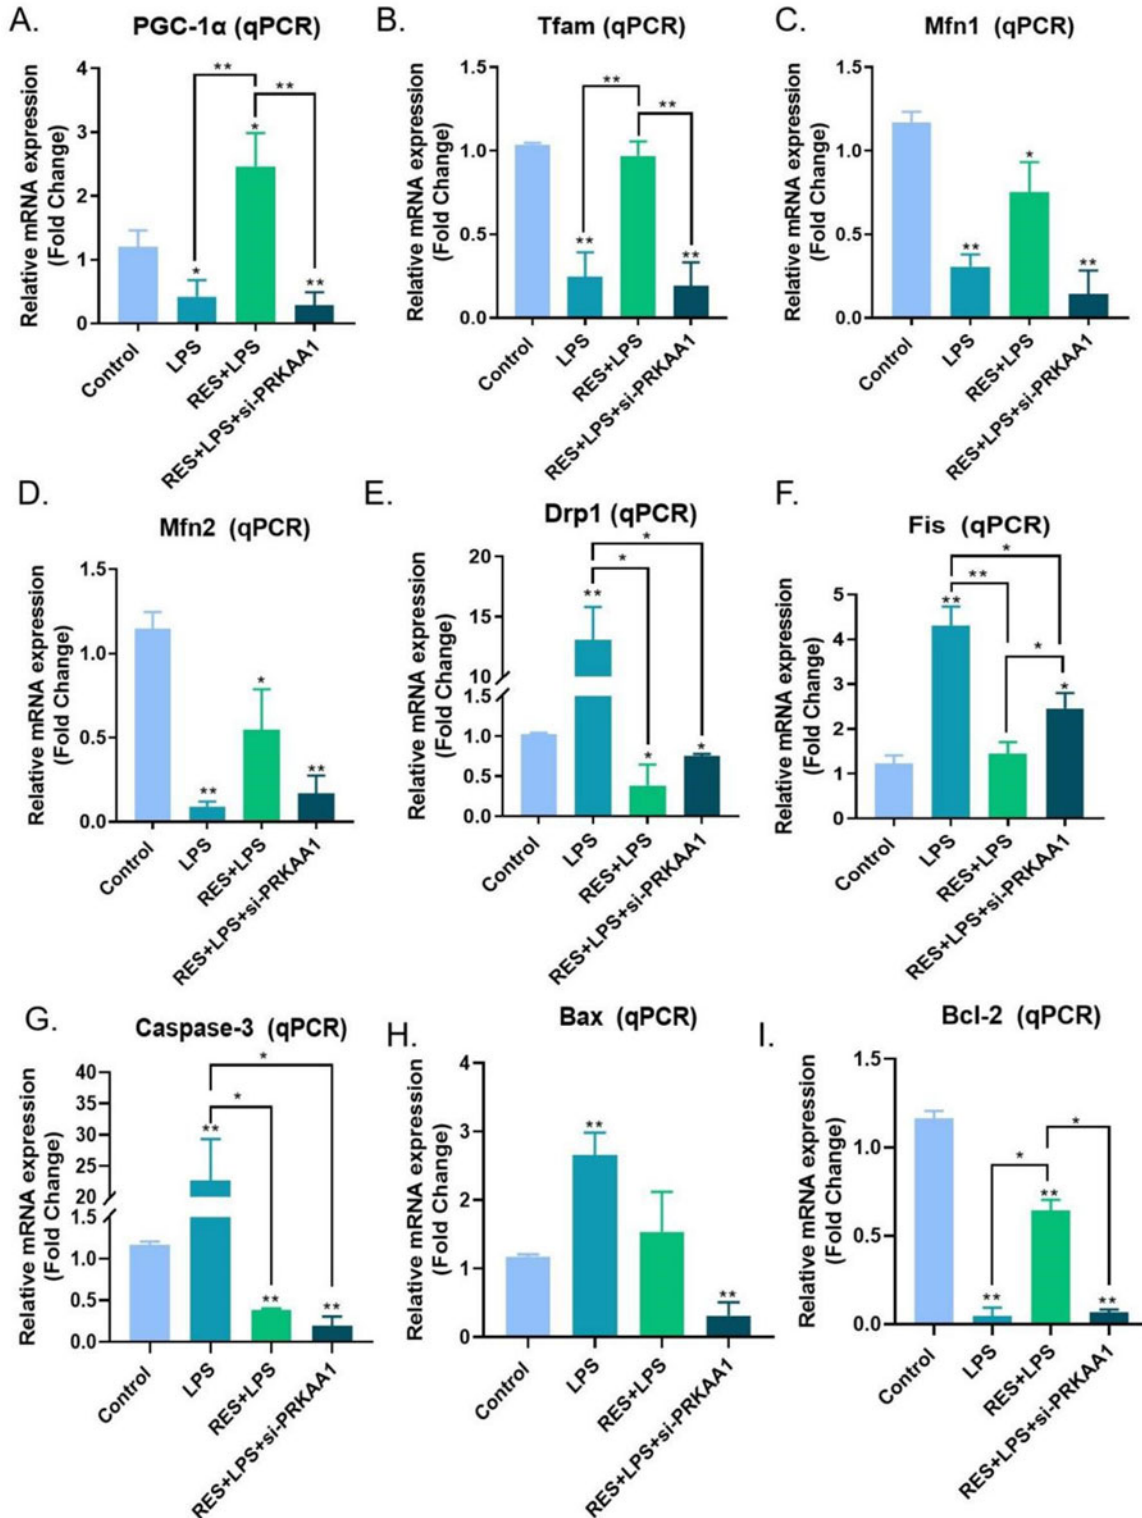 A.
PGC-1α (qPCR)
Relative mRNA expression
(Fold Change)
4
3
2
1
0
** **
* * **
Control
LPS
RES+LPS
RES+LPS+si-PRKAA1
B.
Tfam (qPCR)
Relative mRNA expression
(Fold Change)
1.5
1.0
0.5
0.0
** **
** **
Control
LPS
RES+LPS
RES+LPS+si-PRKAA1
C.
Mfn1 (qPCR)
Relative mRNA expression
(Fold Change)
1.5
1.0
0.5
0.0
** * **
Control
LPS
RES+LPS
RES+LPS+si-PRKAA1
D.
Mfn2 (qPCR)
Relative mRNA expression
(Fold Change)
1.5
1.0
0.5
0.0
** * **
Control
LPS
RES+LPS
RES+LPS+si-PRKAA1
E.
Drp1 (qPCR)
Relative mRNA expression
(Fold Change)
20
15
10
1.5
1.0
0.5
0.0
*
*
** * *
Control
LPS
RES+LPS
RES+LPS+si-PRKAA1
F.
Fis (qPCR)
Relative mRNA expression
(Fold Change)
5
4
3
2
1
0
*
**
*
** *
Control
LPS
RES+LPS
RES+LPS+si-PRKAA1
G.
Caspase-3 (qPCR)
Relative mRNA expression
(Fold Change)
40
35
30
25
20
1.5
1.0
0.5
0.0
*
*
** ** **
Control
LPS
RES+LPS
RES+LPS+si-PRKAA1
H.
Bax (qPCR)
Relative mRNA expression
(Fold Change)
4
3
2
1
0
** **
Control
LPS
RES+LPS
RES+LPS+si-PRKAA1
I.
Bcl-2 (qPCR)
Relative mRNA expression
(Fold Change)
1.5
1.0
0.5
0.0
* *
** ** **
Control
LPS
RES+LPS
RES+LPS+si-PRKAA1